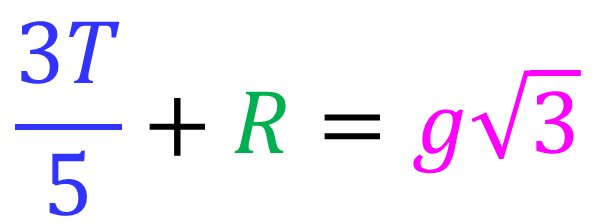 3T/5 + R = g√3